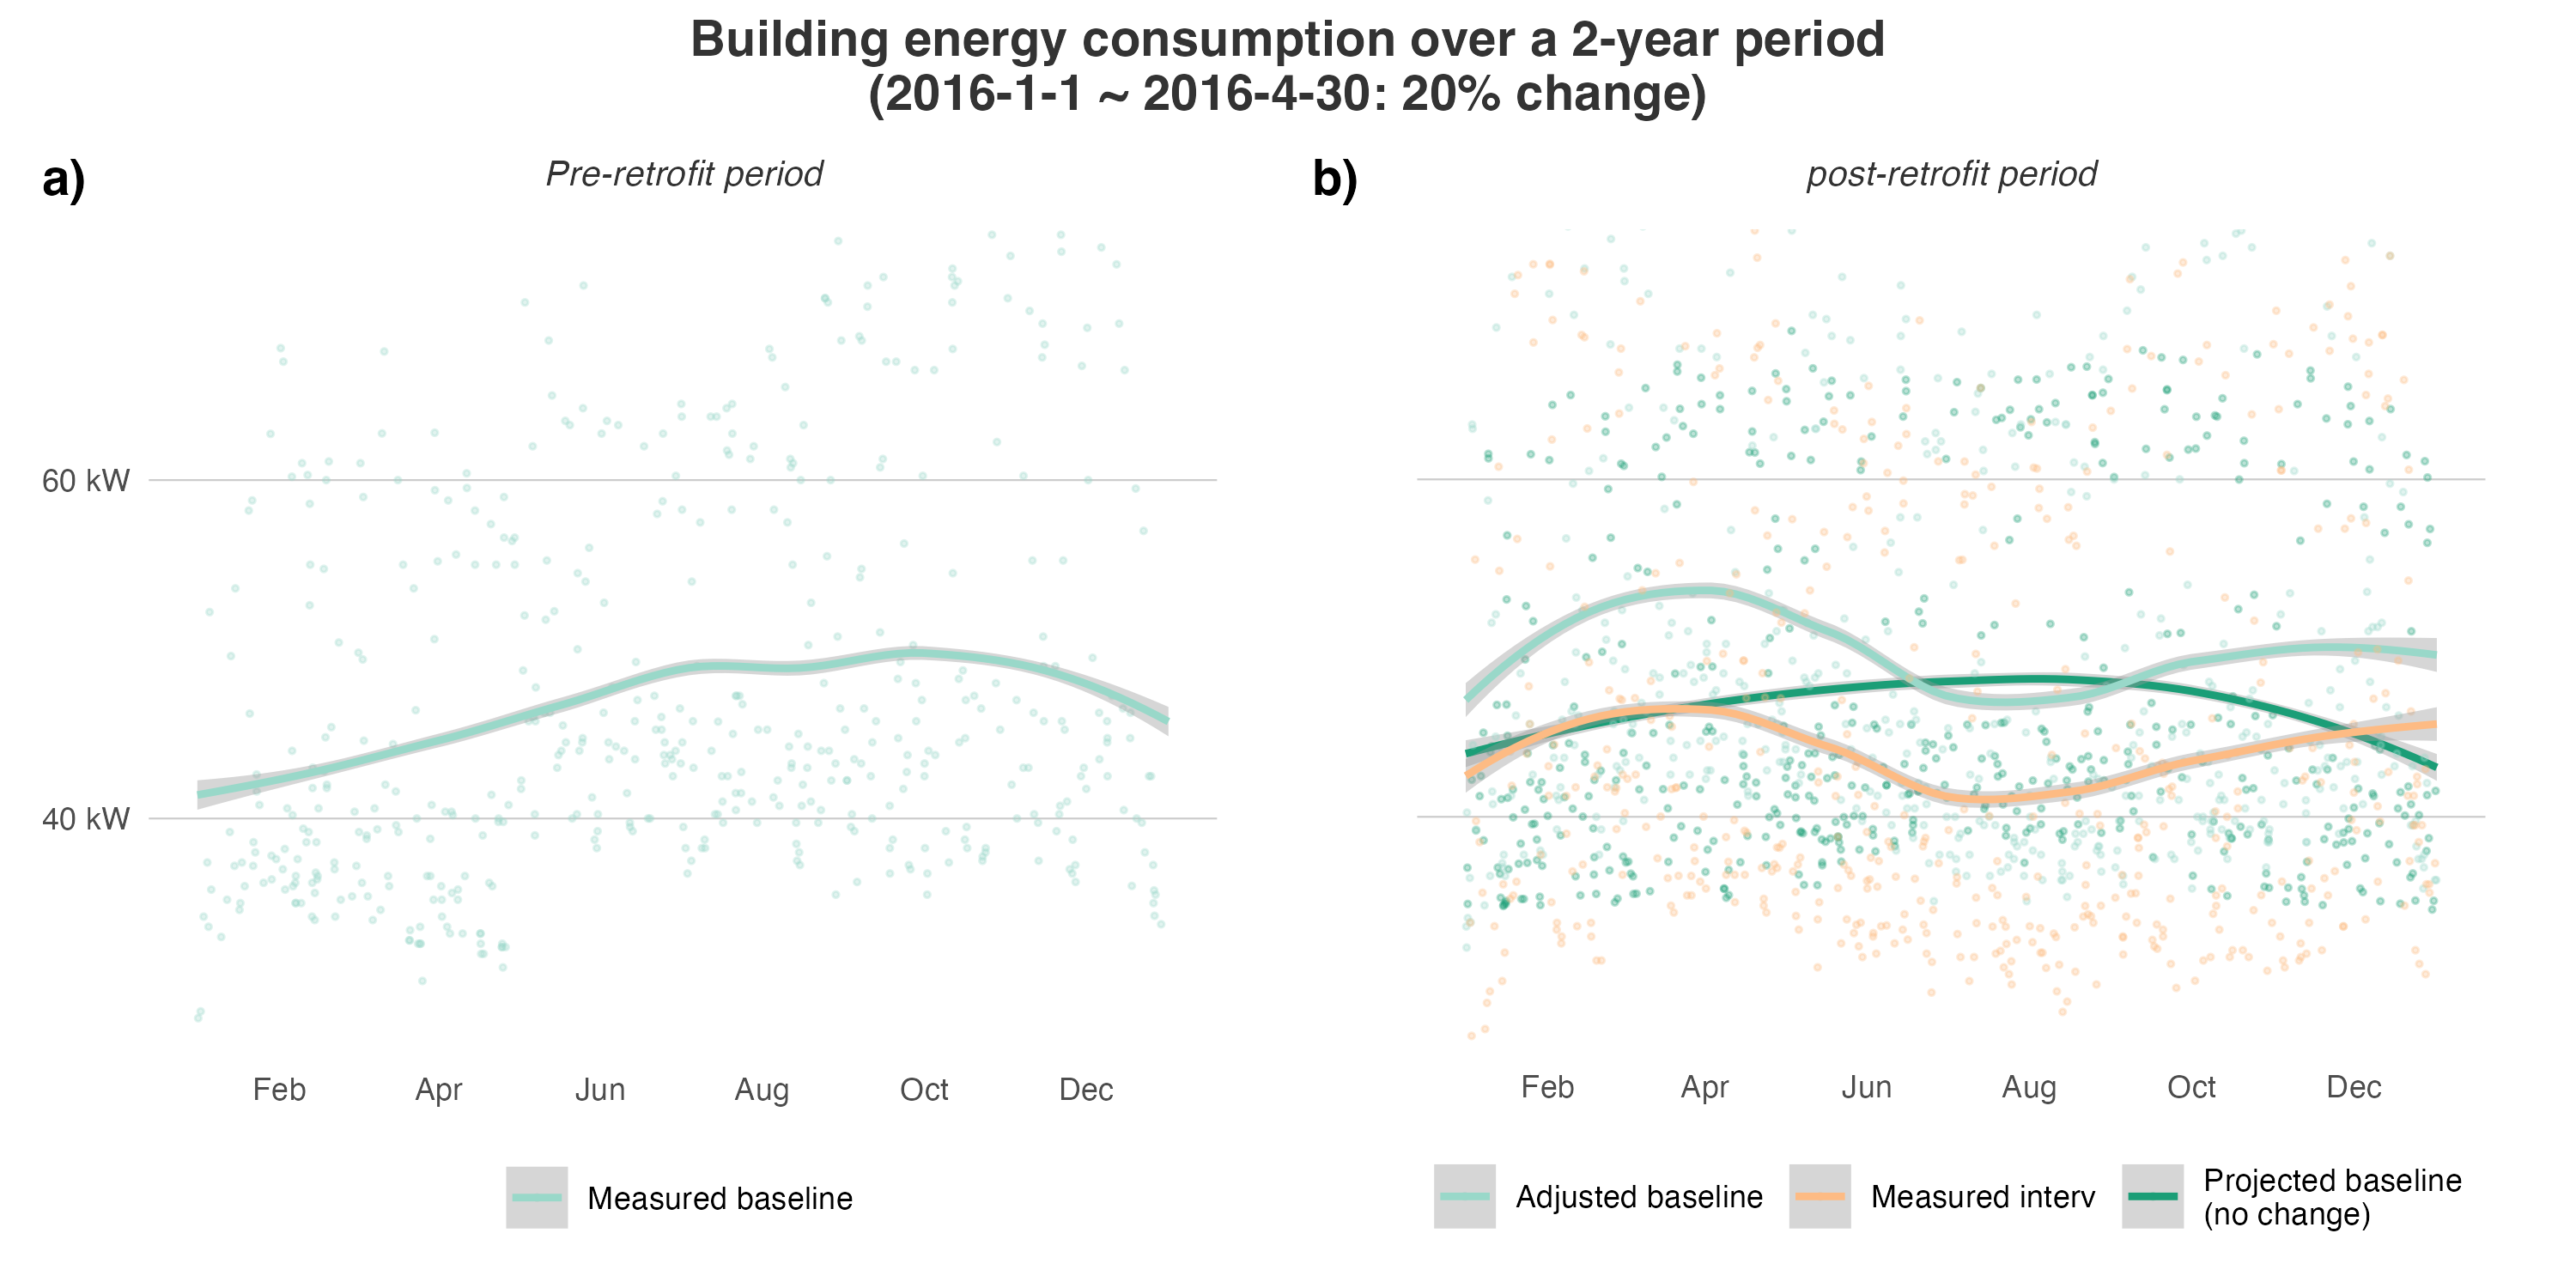 Building energy consumption over a 2-year period
(2016-1-1 ~ 2016-4-30: 20% change)
a)
Pre-retrofit period
60 kW
40 kW
Feb Apr Jun Aug Oct Dec
Measured baseline
b)
post-retrofit period
Feb Apr Jun Aug Oct Dec
Adjusted baseline
Measured interv
Projected baseline
(no change)